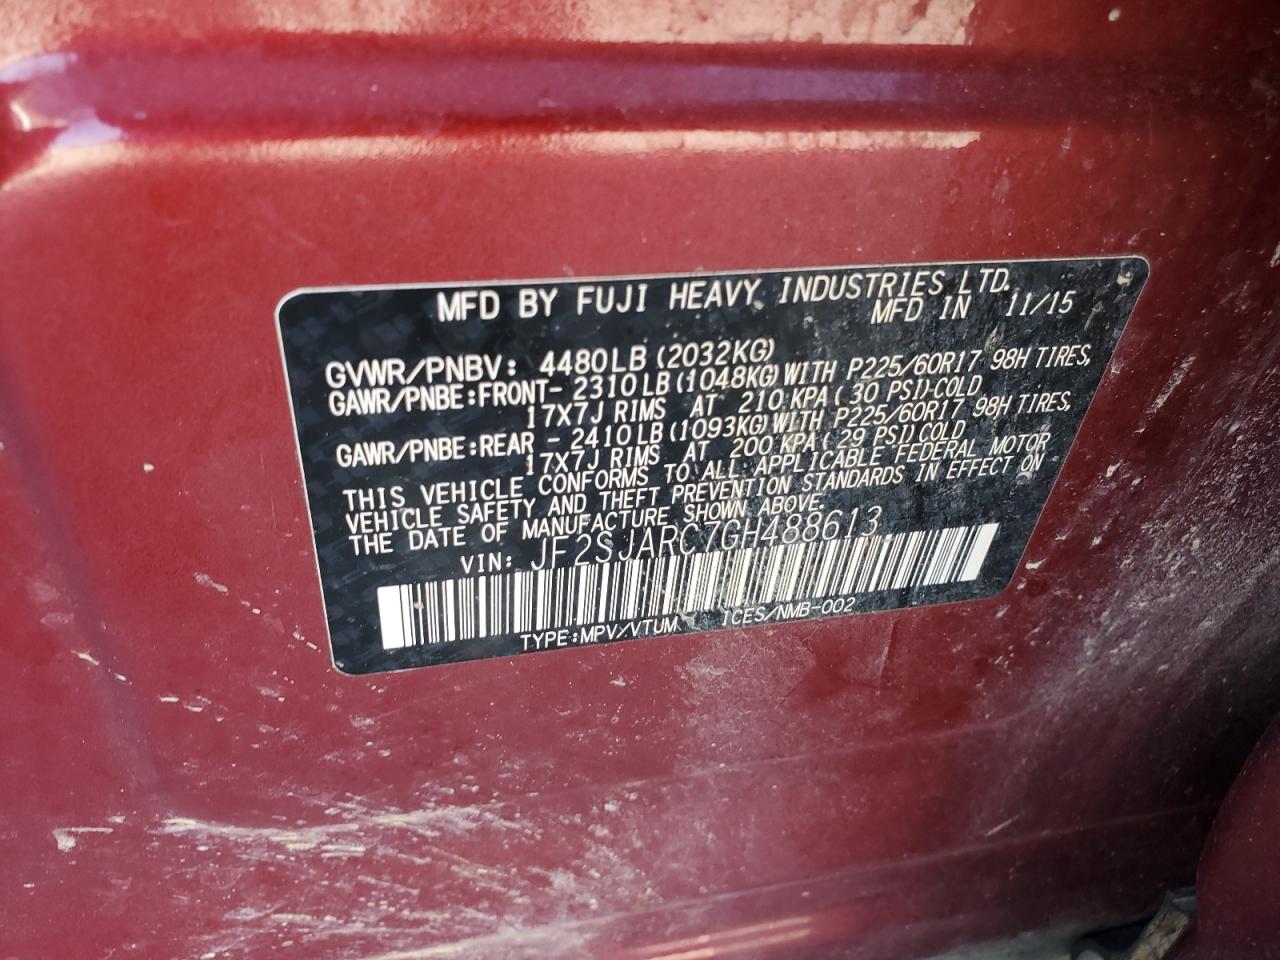 MFD BY FUJI HEAVY INDUSTRIES LTD.
MFD IN 11/15
GVWR/PNBV: 4480LB (2032KG)
GAWR/PNBE:FRONT- 2310LB (1048KG) WITH P225/60R17 98H TIRES,
17X7J RIMS AT 210 KPA ( 30 PSI) COLD
GAWR/PNBE:REAR - 2410LB (1093KG) WITH P225/60R17 98H TIRES,
17X7J RIMS AT 200 KPA ( 29 PSI) COLD
THIS VEHICLE CONFORMS TO ALL APPLICABLE FEDERAL MOTOR
VEHICLE SAFETY AND THEFT PREVENTION STANDARDS IN EFFECT ON
THE DATE OF MANUFACTURE SHOWN ABOVE.
VIN: JF2SJARC7GH488613
TYPE:MPV/VTUM ICES/NMB-002